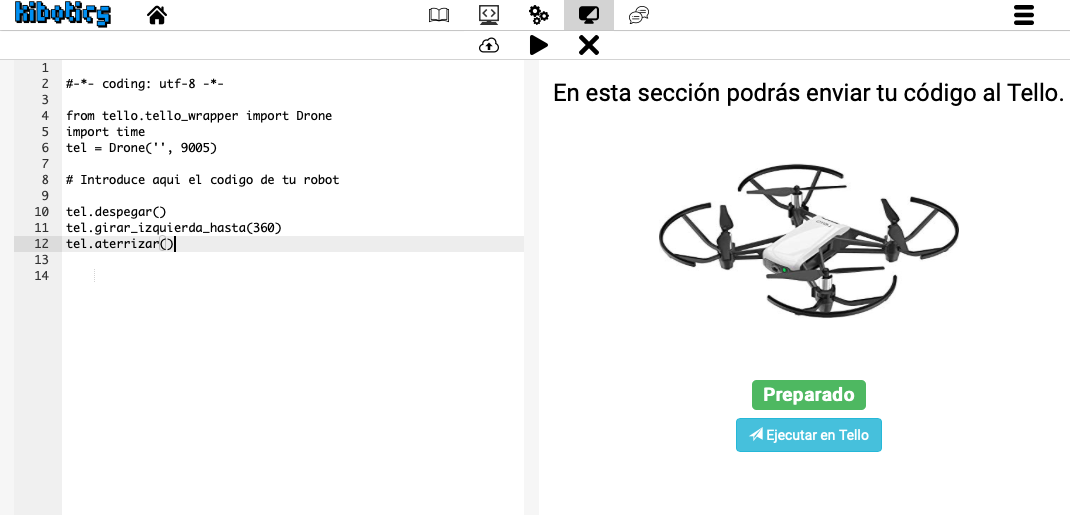 kibotics
1
2 #-*- coding: utf-8 -*-
3
4 from tello.tello_wrapper import Drone
5 import time
6 tel = Drone('', 9005)
7
8 # Introduce aqui el codigo de tu robot
9
10 tel.despegar()
11 tel.girar_izquierda_hasta(360)
12 tel.aterrizar()
13
14
En esta sección podrás enviar tu código al Tello.
Preparado
Ejecutar en Tello